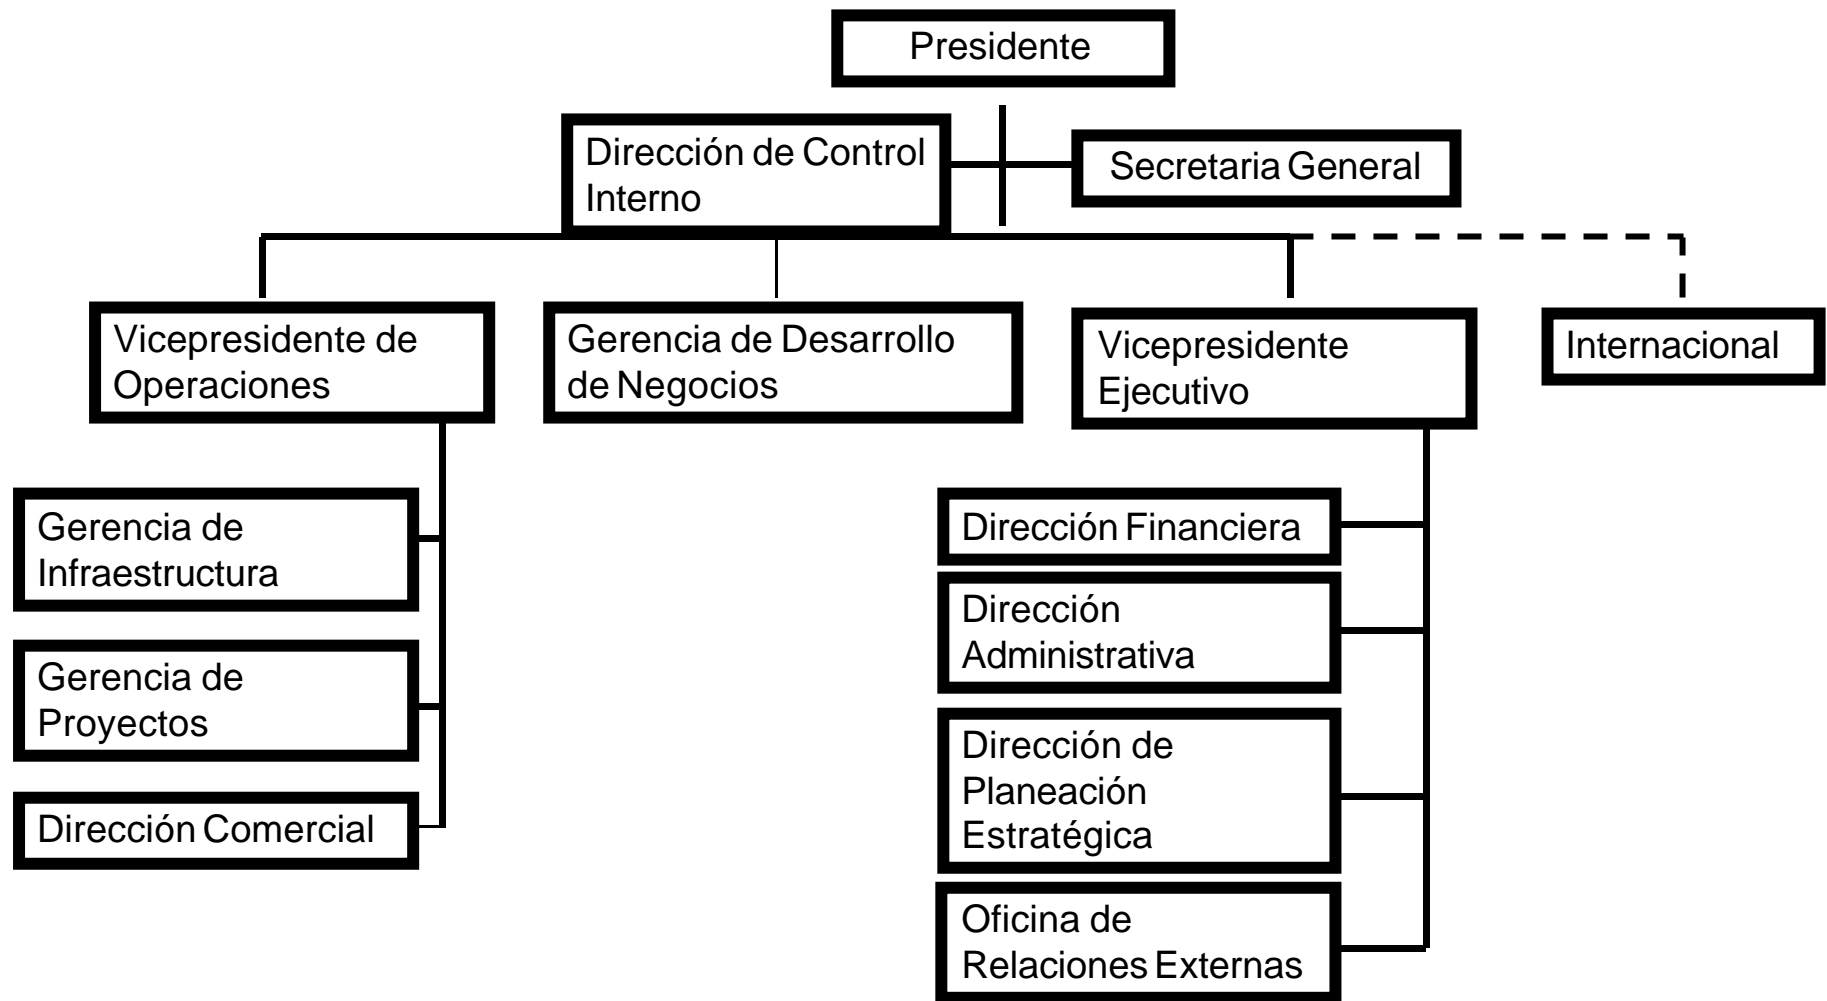 Presidente
Dirección de Control
Interno
Secretaria General
Vicepresidente de
Operaciones
Gerencia de Desarrollo
de Negocios
Vicepresidente
Ejecutivo
Internacional
Gerencia de
Infraestructura
Gerencia de
Proyectos
Dirección Comercial
Dirección Financiera
Dirección
Administrativa
Dirección de
Planeación
Estratégica
Oficina de
Relaciones Externas